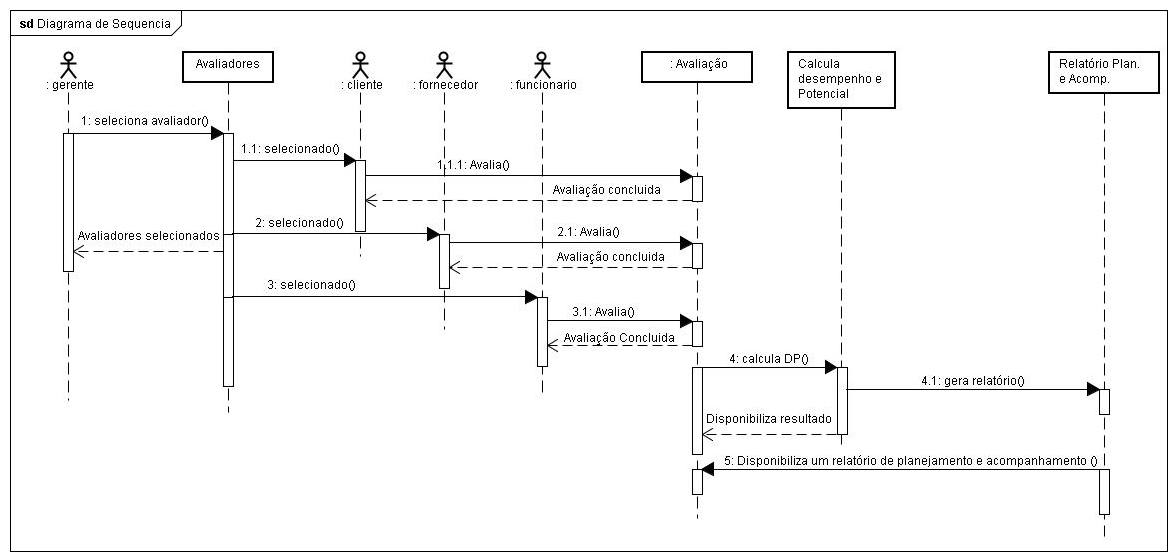 sd Diagrama de Sequencia
: gerente
Avaliadores
: cliente
: fornecedor
: funcionario
: Avaliação
Calcula
desempenho e
Potencial
Relatório Plan.
e Acomp.
1: seleciona avaliador()
1.1: selecionado()
1.1.1: Avalia()
Avaliação concluida
2: selecionado()
2.1: Avalia()
Avaliadores selecionados
Avaliação concluida
3: selecionado()
3.1: Avalia()
Avaliação Concluida
4: calcula DP()
4.1: gera relatório()
Disponibiliza resultado
5: Disponibiliza um relatório de planejamento e acompanhamento ()